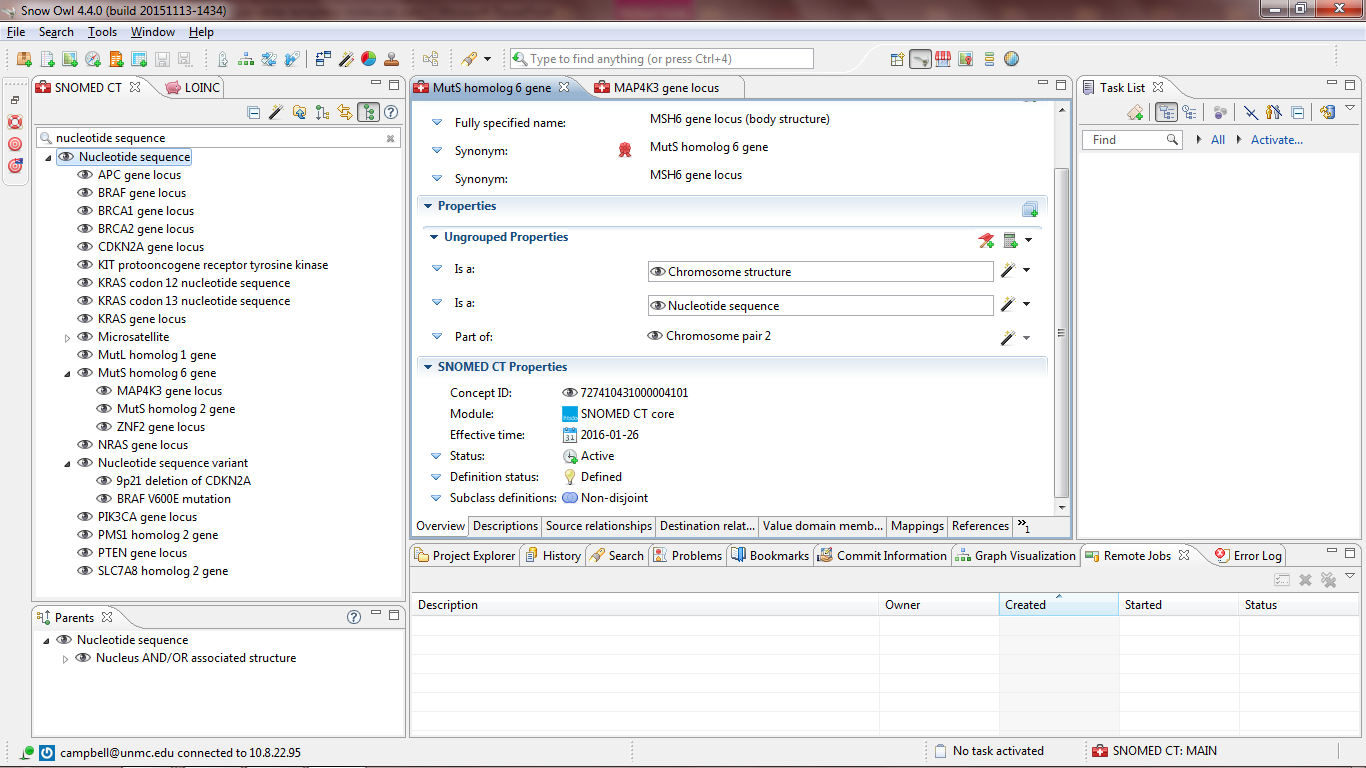 Snow Owl 4.4.0 (build 20151113-1434)
File Search Tools Window Help
Type to find anything (or press Ctrl+4)
SNOMED CT
LOINC
nucleotide sequence
Nucleotide sequence
APC gene locus
BRAF gene locus
BRCA1 gene locus
BRCA2 gene locus
CDKN2A gene locus
KIT protooncogene receptor tyrosine kinase
KRAS codon 12 nucleotide sequence
KRAS codon 13 nucleotide sequence
KRAS gene locus
Microsatellite
MutL homolog 1 gene
MutS homolog 6 gene
MAP4K3 gene locus
MutS homolog 2 gene
ZNF2 gene locus
NRAS gene locus
Nucleotide sequence variant
9p21 deletion of CDKN2A
BRAF V600E mutation
PIK3CA gene locus
PMS1 homolog 2 gene
PTEN gene locus
SLC7A8 homolog 2 gene
Parents
Nucleotide sequence
Nucleus AND/OR associated structure
MutS homolog 6 gene
MAP4K3 gene locus
Fully specified name: MSH6 gene locus (body structure)
Synonym: MutS homolog 6 gene
Synonym: MSH6 gene locus
Properties
Ungrouped Properties
Is a: Chromosome structure
Is a: Nucleotide sequence
Part of: Chromosome pair 2
SNOMED CT Properties
Concept ID: 727410431000004101
Module: SNOMED CT core
Effective time: 31 2016-01-26
Status: Active
Definition status: Defined
Subclass definitions: Non-disjoint
Overview Descriptions Source relationships Destination relat... Value domain memb... Mappings References »1
Task List
Find All Activate...
Project Explorer History Search Problems Bookmarks Commit Information Graph Visualization Remote Jobs Error Log
Description Owner Created Started Status
campbell@unmc.edu connected to 10.8.22.95
No task activated
SNOMED CT: MAIN